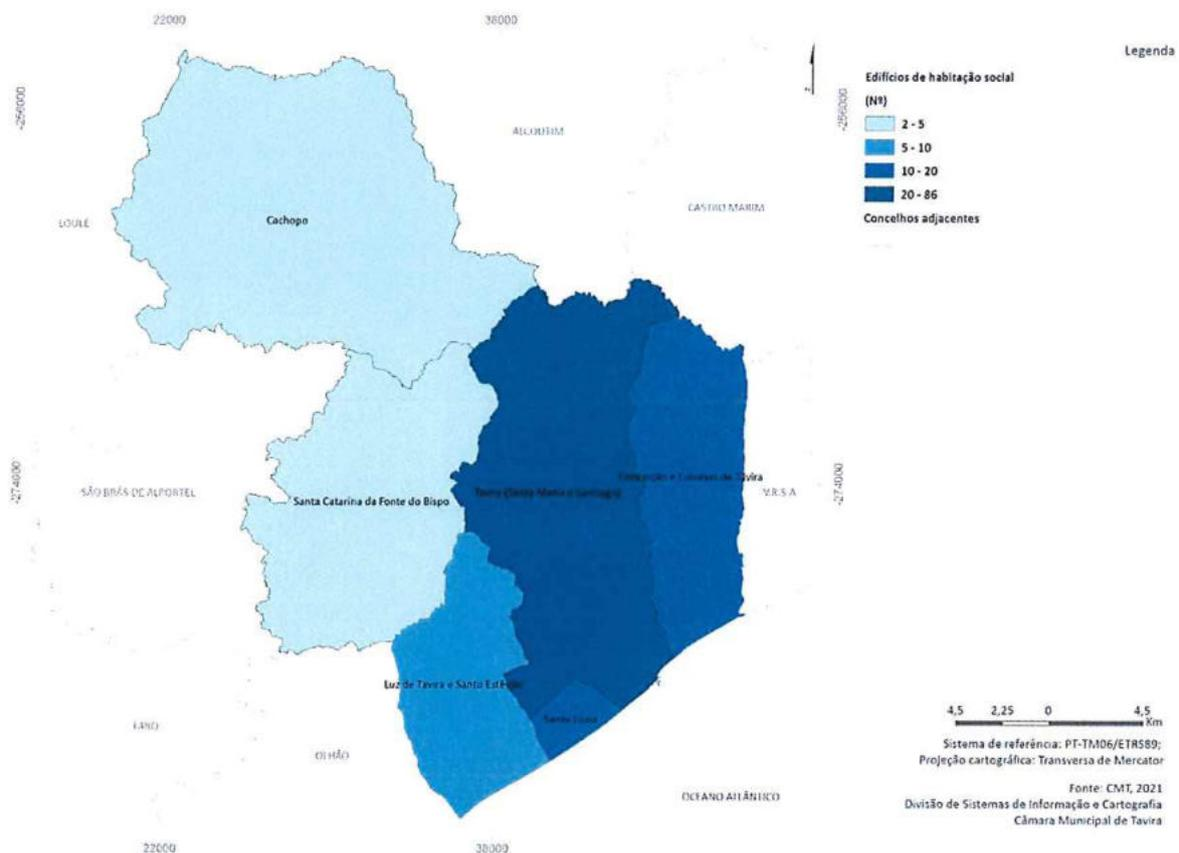 22000
38000
-256000
-256000
Legenda
Edifícios de habitação social
(Nº)
2 - 5
5 - 10
10 - 20
20 - 86
Concelhos adjacentes
ALCOUTIM
CASTRO MARIM
LOULÉ
Cachopo
-274000
-274000
SÃO BRÁS DE ALPORTEL
Santa Catarina da Fonte do Bispo
Tavira (Santa Maria e Santiago)
Conceição e Cabanas de Tavira
V.R.S.A
Luz de Tavira e Santo Estêvão
Santa Luzia
FARO
OLHÃO
OCEANO ATLÂNTICO
4,5 2,25 0 4,5
Km
Sistema de referência: PT-TM06/ETRS89;
Projeção cartográfica: Transversa de Mercator
Fonte: CMT, 2021
Divisão de Sistemas de Informação e Cartografia
Câmara Municipal de Tavira
22000
38000